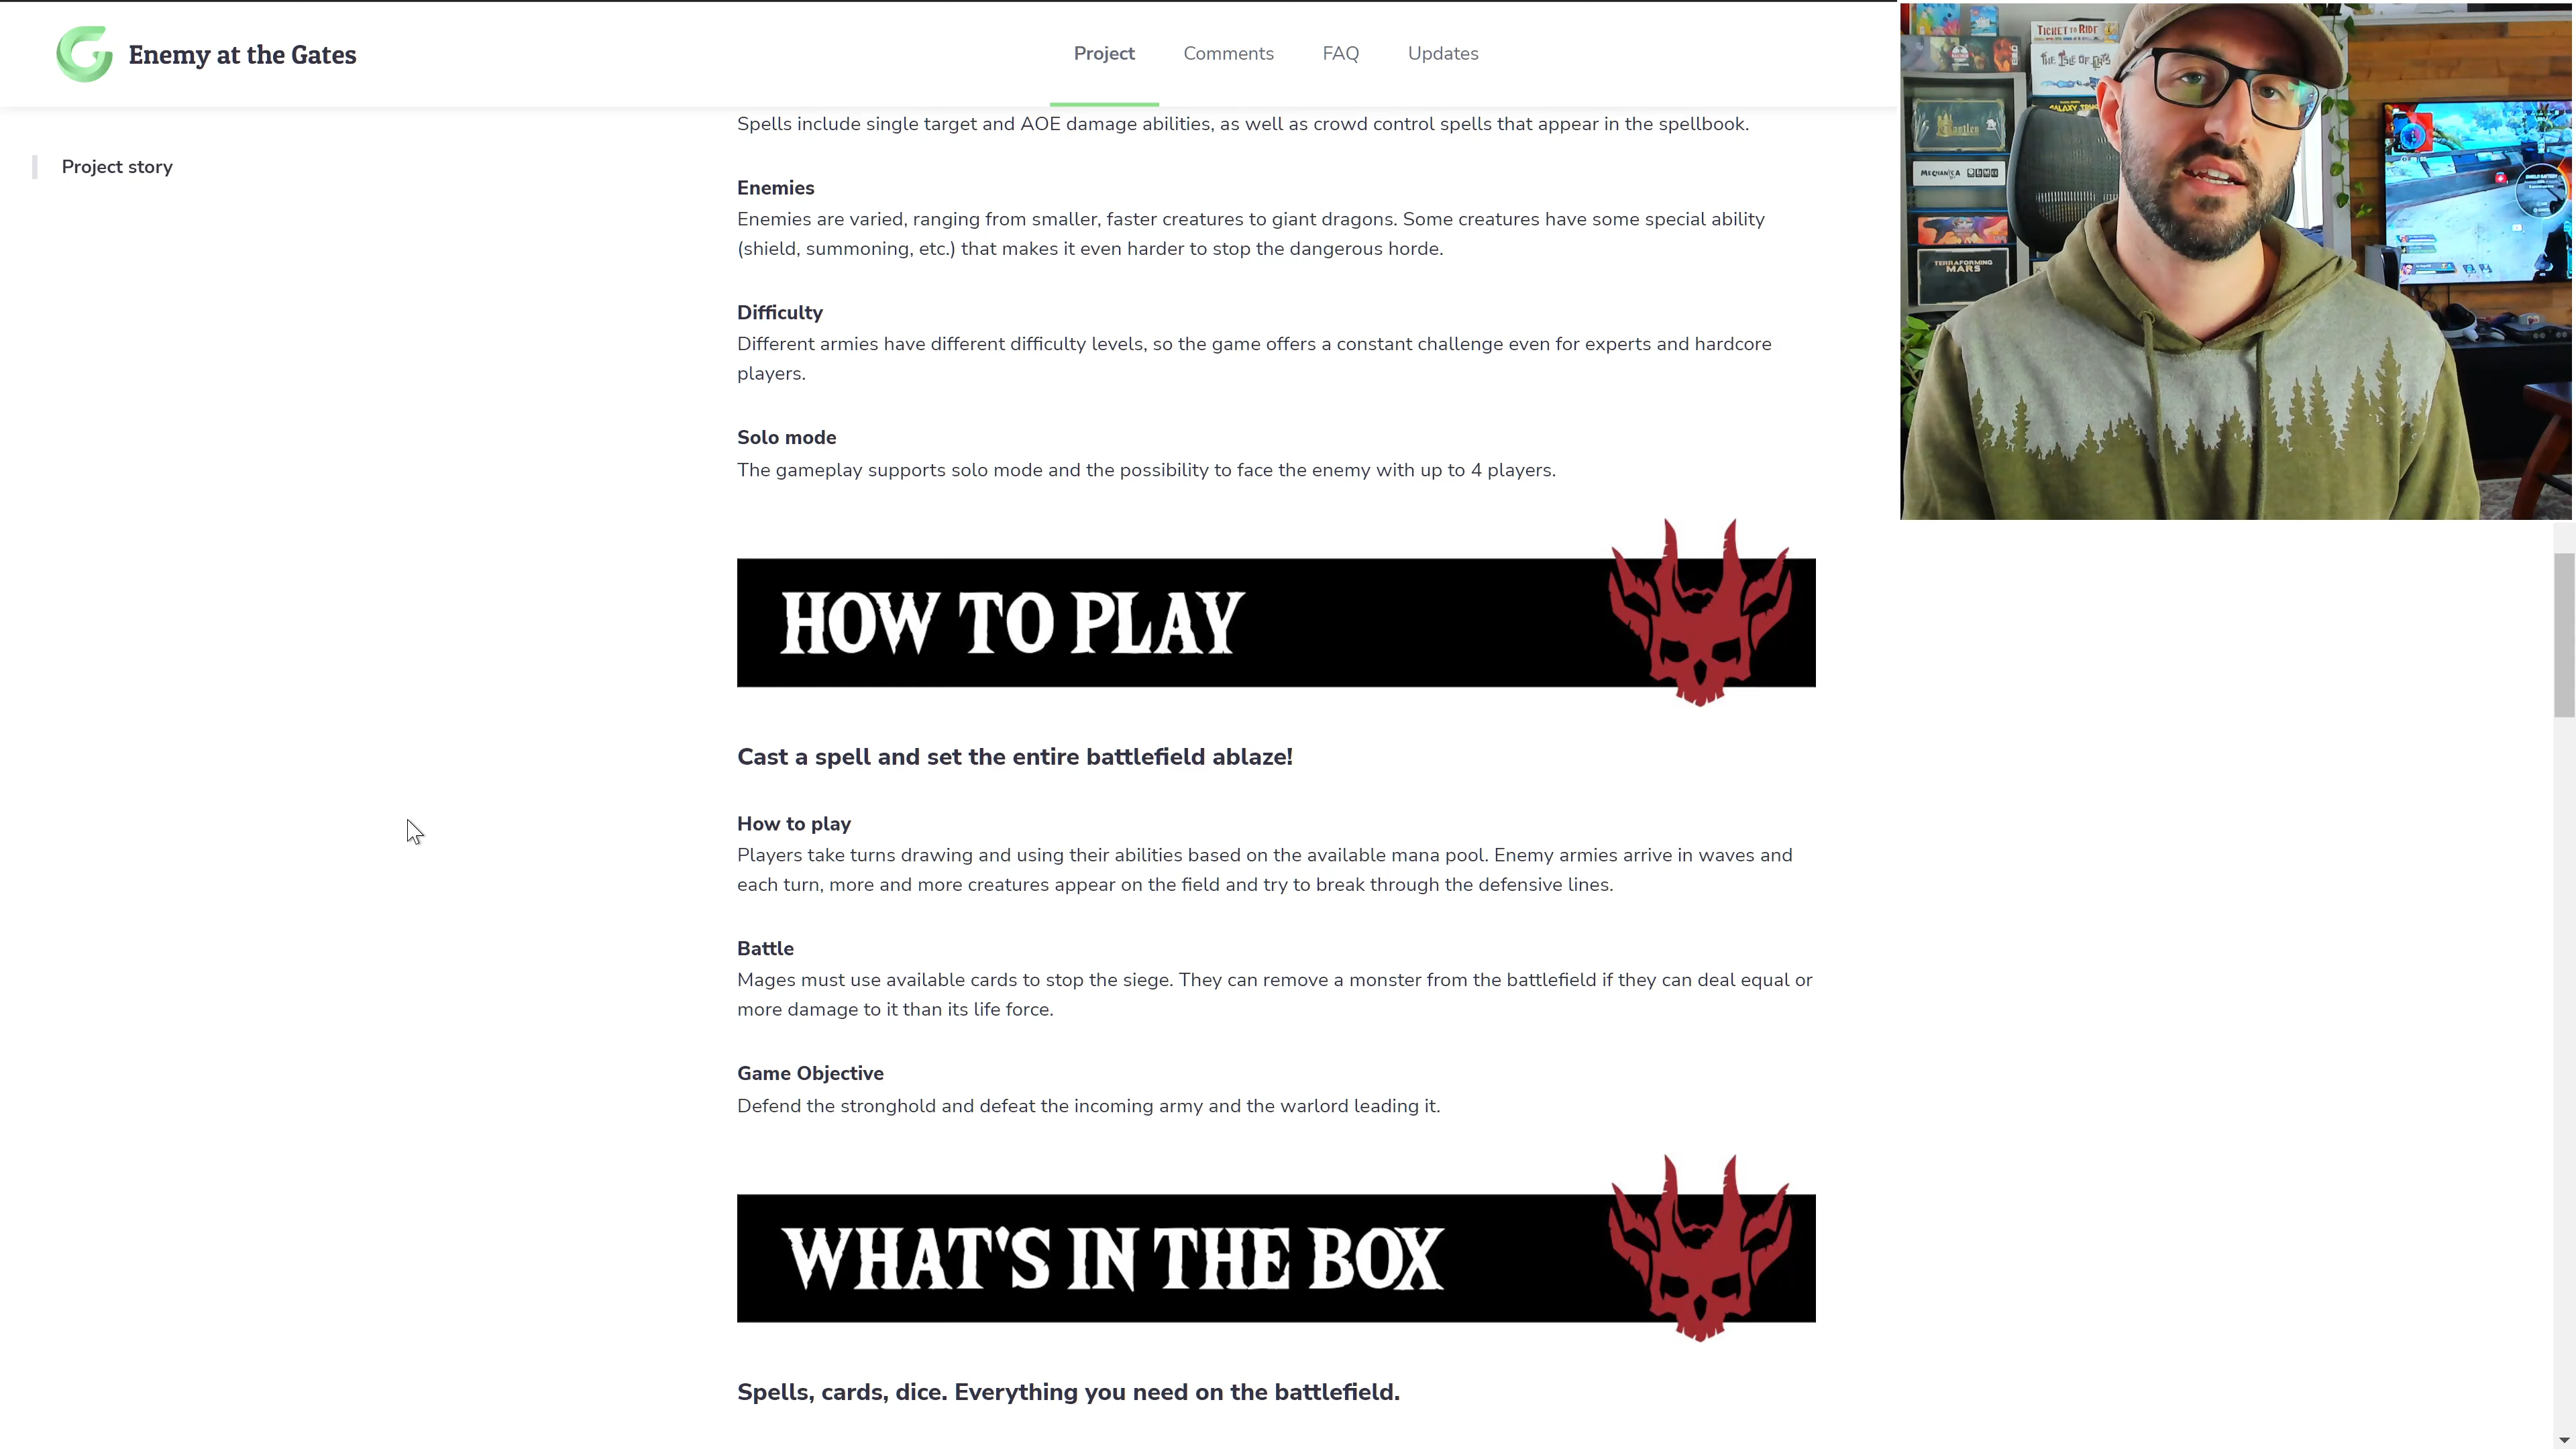 Enemy at the Gates
Project
Comments
FAQ
Updates
Project story
Spells include single target and AOE damage abilities, as well as crowd control spells that appear in the spellbook.
Enemies
Enemies are varied, ranging from smaller, faster creatures to giant dragons. Some creatures have some special ability
(shield, summoning, etc.) that makes it even harder to stop the dangerous horde.
Difficulty
Different armies have different difficulty levels, so the game offers a constant challenge even for experts and hardcore
players.
Solo mode
The gameplay supports solo mode and the possibility to face the enemy with up to 4 players.
HOW TO PLAY
Cast a spell and set the entire battlefield ablaze!
How to play
Players take turns drawing and using their abilities based on the available mana pool. Enemy armies arrive in waves and
each turn, more and more creatures appear on the field and try to break through the defensive lines.
Battle
Mages must use available cards to stop the siege. They can remove a monster from the battlefield if they can deal equal or
more damage to it than its life force.
Game Objective
Defend the stronghold and defeat the incoming army and the warlord leading it.
WHAT'S IN THE BOX
Spells, cards, dice. Everything you need on the battlefield.
TICKET TO RIDE
THE ISLE OF CATS
MECHANICA
TERRAFORMING
MARS